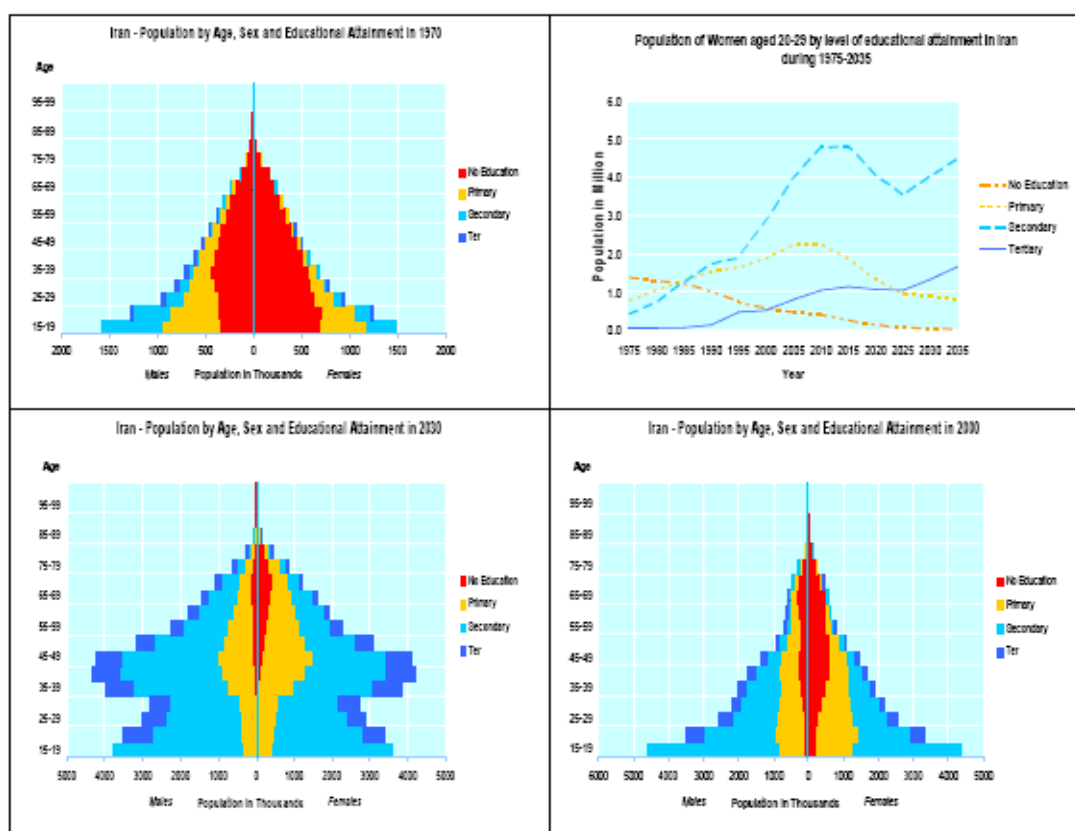 Iran - Population by Age, Sex and Educational Attainment in 1970
Age
95-99
85-89
75-79
65-69
55-59
45-49
35-39
25-29
15-19
2000 1500 1000 500 0 500 1000 1500 2000
Males Population in Thousands Females
No Education
Primary
Secondary
Ter
Population of Women aged 20-29 by level of educational attainment in Iran
during 1975-2035
Population in Million
6.0
5.0
4.0
3.0
2.0
1.0
0.0
1975 1980 1985 1990 1995 2000 2005 2010 2015 2020 2025 2030 2035
Year
No Education
Primary
Secondary
Tertiary
Iran - Population by Age, Sex and Educational Attainment in 2030
Age
95-99
85-89
75-79
65-69
55-59
45-49
35-39
25-29
15-19
5000 4000 3000 2000 1000 0 1000 2000 3000 4000 5000
Males Population in Thousands Females
No Education
Primary
Secondary
Ter
Iran - Population by Age, Sex and Educational Attainment in 2000
Age
95-99
85-89
75-79
65-69
55-59
45-49
35-39
25-29
15-19
6000 5000 4000 3000 2000 1000 0 1000 2000 3000 4000 5000
Males Population in Thousands Females
No Education
Primary
Secondary
Ter